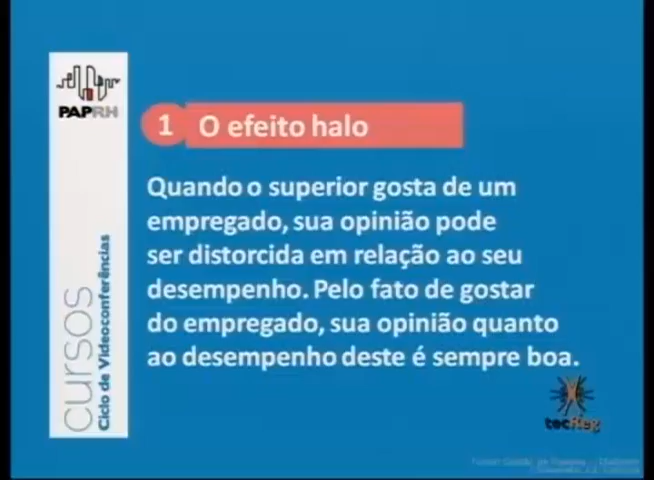 PAPRH
1 O efeito halo
Quando o superior gosta de um
empregado, sua opinião pode
ser distorcida em relação ao seu
desempenho. Pelo fato de gostar
do empregado, sua opinião quanto
ao desempenho deste é sempre boa.
cursos
Ciclo de Videoconferências
tecReg